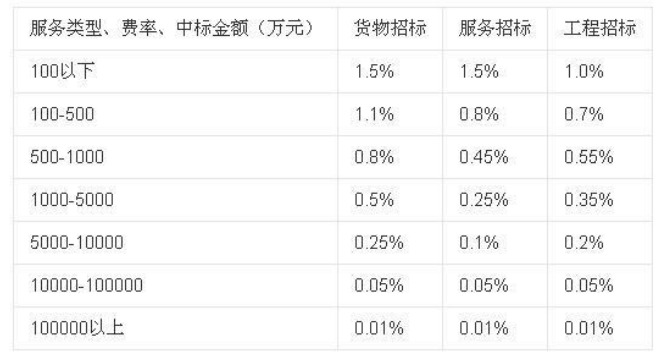 服务类型、费率、中标金额（万元） 货物招标 服务招标 工程招标
100以下 1.5% 1.5% 1.0%
100-500 1.1% 0.8% 0.7%
500-1000 0.8% 0.45% 0.55%
1000-5000 0.5% 0.25% 0.35%
5000-10000 0.25% 0.1% 0.2%
10000-100000 0.05% 0.05% 0.05%
100000以上 0.01% 0.01% 0.01%